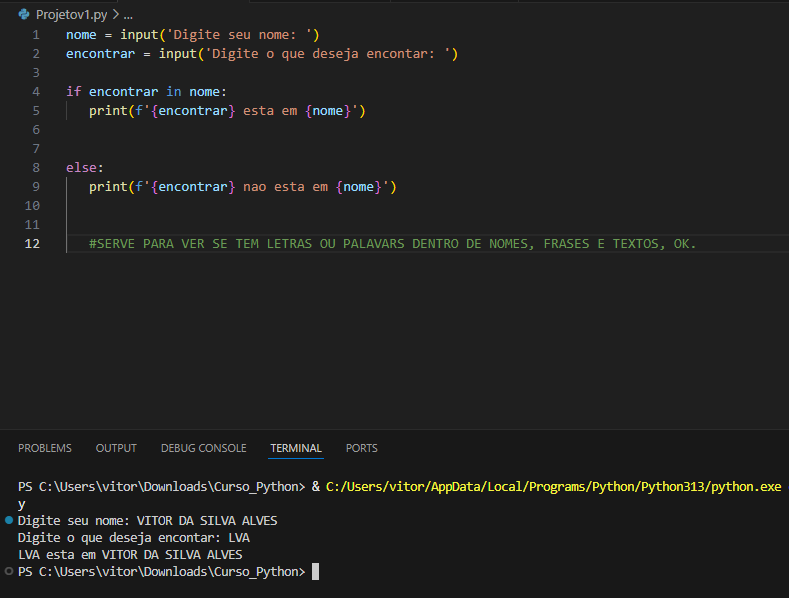 Projetov1.py > ...
1 nome = input('Digite seu nome: ')
2 encontrar = input('Digite o que deseja encontar: ')
3
4 if encontrar in nome:
5 print(f'{encontrar} esta em {nome}')
6
7
8 else:
9 print(f'{encontrar} nao esta em {nome}')
10
11
12 #SERVE PARA VER SE TEM LETRAS OU PALAVARS DENTRO DE NOMES, FRASES E TEXTOS, OK.
PROBLEMS OUTPUT DEBUG CONSOLE TERMINAL PORTS
PS C:\Users\vitor\Downloads\Curso_Python> & C:/Users/vitor/AppData/Local/Programs/Python/Python313/python.exe
y
Digite seu nome: VITOR DA SILVA ALVES
Digite o que deseja encontar: LVA
LVA esta em VITOR DA SILVA ALVES
PS C:\Users\vitor\Downloads\Curso_Python>